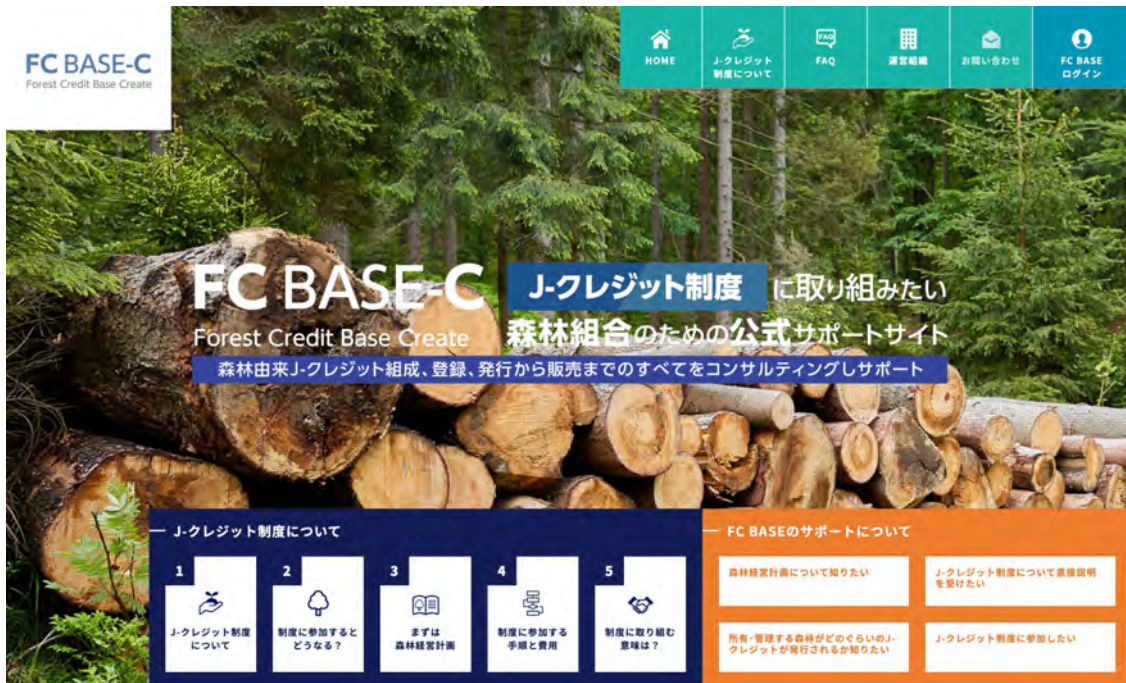 FC BASE-C
Forest Credit Base Create
HOME
J-クレジット
制度について
FAQ
FAQ
運営組織
お問い合わせ
FC BASE
ログイン
FC BASE-C
Forest Credit Base Create
J-クレジット制度 に取り組みたい
森林組合のための公式サポートサイト
森林由来J-クレジット組成、登録、発行から販売までのすべてをコンサルティングしサポート
J-クレジット制度について
1
J-クレジット制度
について
2
制度に参加すると
どうなる？
3
まずは
森林経営計画
4
制度に参加する
手順と費用
5
制度に取り組む
意味は？
FC BASEのサポートについて
森林経営計画について知りたい
J-クレジット制度について直接説明
を受けたい
所有・管理する森林がどのぐらいのJ-
クレジットが発行されるか知りたい
J-クレジット制度に参加したい